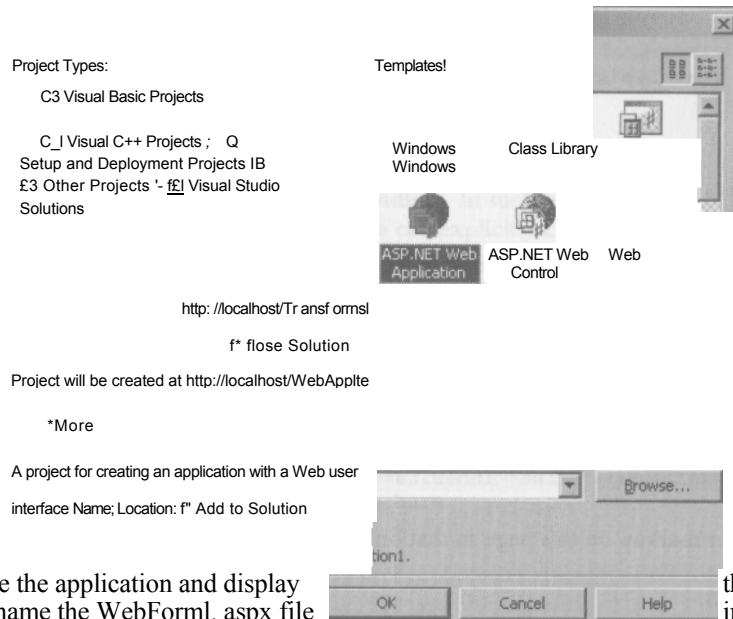 Project Types:
Templates!
C3 Visual Basic Projects
C_l Visual C++ Projects ; Q
Setup and Deployment Projects IB
£3 Other Projects '- f£l Visual Studio
Solutions
Windows Class Library
Windows
ASP.NET Web ASP.NET Web Web
Application Control
http: //localhost/Tr ansf orrnsl
f* flose Solution
Project will be created at http://localhost/WebApplte
*More
A project for creating an application with a Web user
Browse...
interface Name; Location: f" Add to Solution
tion1.
e the application and display
OK Cancel Help
name the WebForml. aspx file